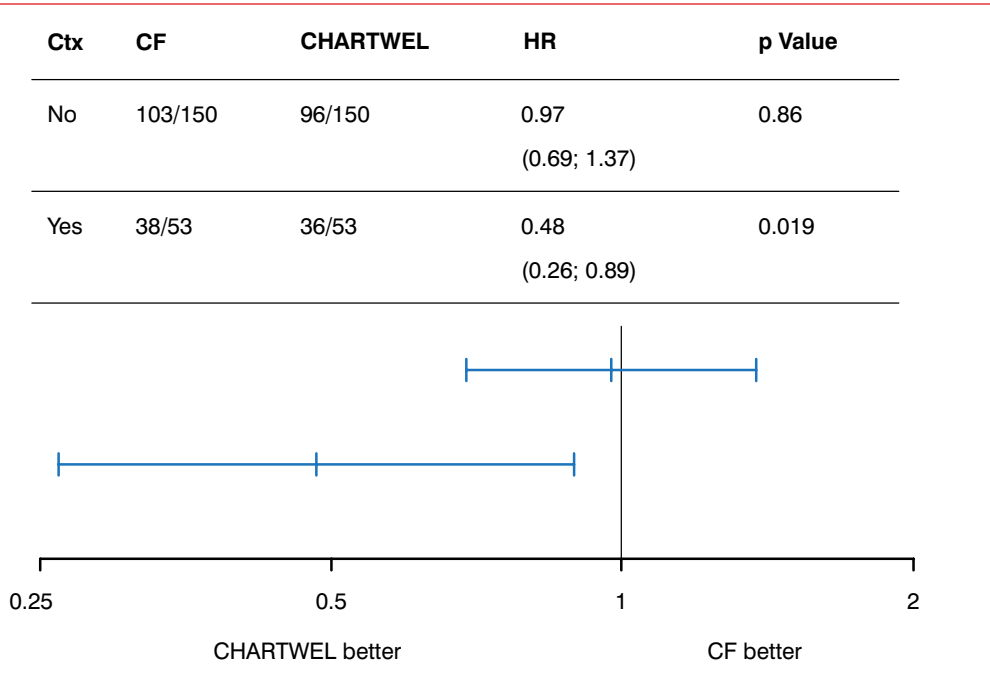 Ctx CF CHARTWEL HR p Value
No 103/150 96/150 0.97 0.86
(0.69; 1.37)
Yes 38/53 36/53 0.48 0.019
(0.26; 0.89)
0.25 0.5 1 2
CHARTWEL better CF better